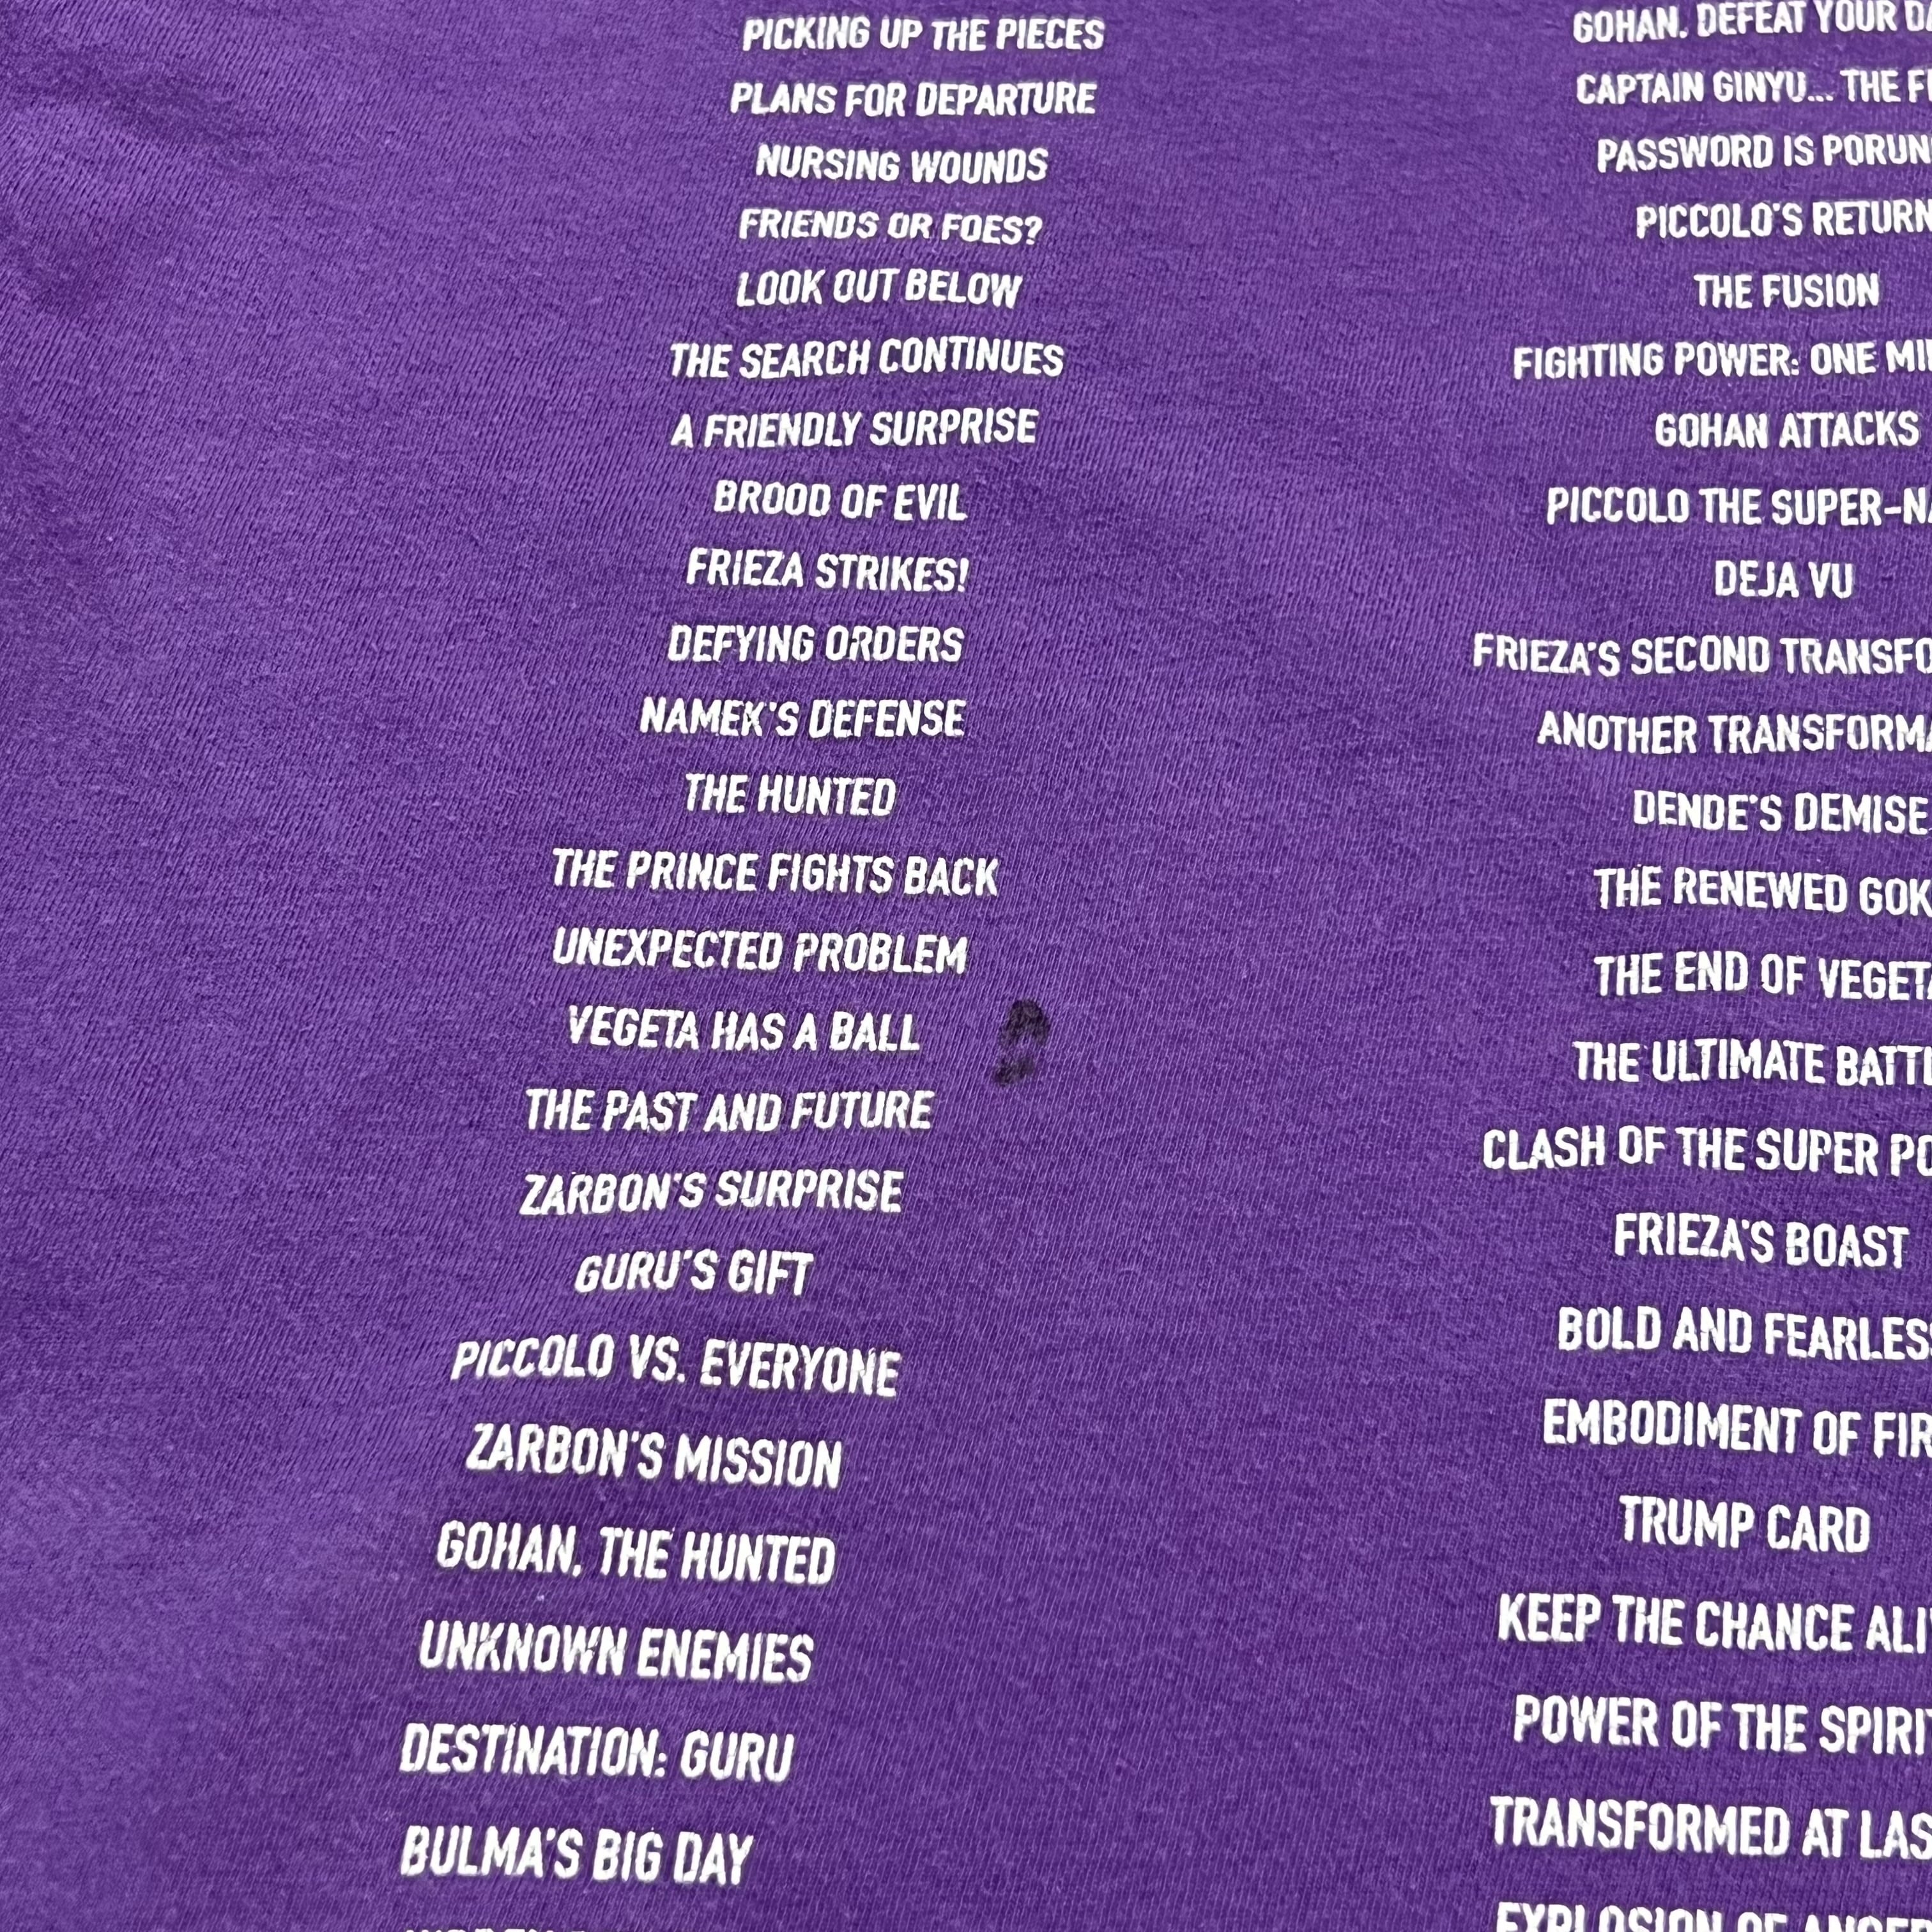 PICKING UP THE PIECES
PLANS FOR DEPARTURE
NURSING WOUNDS
FRIENDS OR FOES?
LOOK OUT BELOW
THE SEARCH CONTINUES
A FRIENDLY SURPRISE
BROOD OF EVIL
FRIEZA STRIKES!
DEFYING ORDERS
NAMEK'S DEFENSE
THE HUNTED
THE PRINCE FIGHTS BACK
UNEXPECTED PROBLEM
VEGETA HAS A BALL
THE PAST AND FUTURE
ZARBON'S SURPRISE
GURU'S GIFT
PICCOLO VS. EVERYONE
ZARBON'S MISSION
GOHAN, THE HUNTED
UNKNOWN ENEMIES
DESTINATION: GURU
BULMA'S BIG DAY
GOHAN, DEFEAT YOUR
CAPTAIN GINYU... THE
PASSWORD IS
PICCOLO'S RETURN
THE FUSION
FIGHTING POWER: ONE
GOHAN ATTACKS
PICCOLO THE SUPER-
DEJA VU
FRIEZA'S SECOND
ANOTHER
DENDE'S DEMISE
THE RENEWED
THE END OF
THE ULTIMATE
CLASH OF THE SUPER
FRIEZA'S BOAST
BOLD AND
EMBODIMENT OF
TRUMP CARD
KEEP THE CHANCE
POWER OF THE
TRANSFORMED AT
EXPLOSION OF